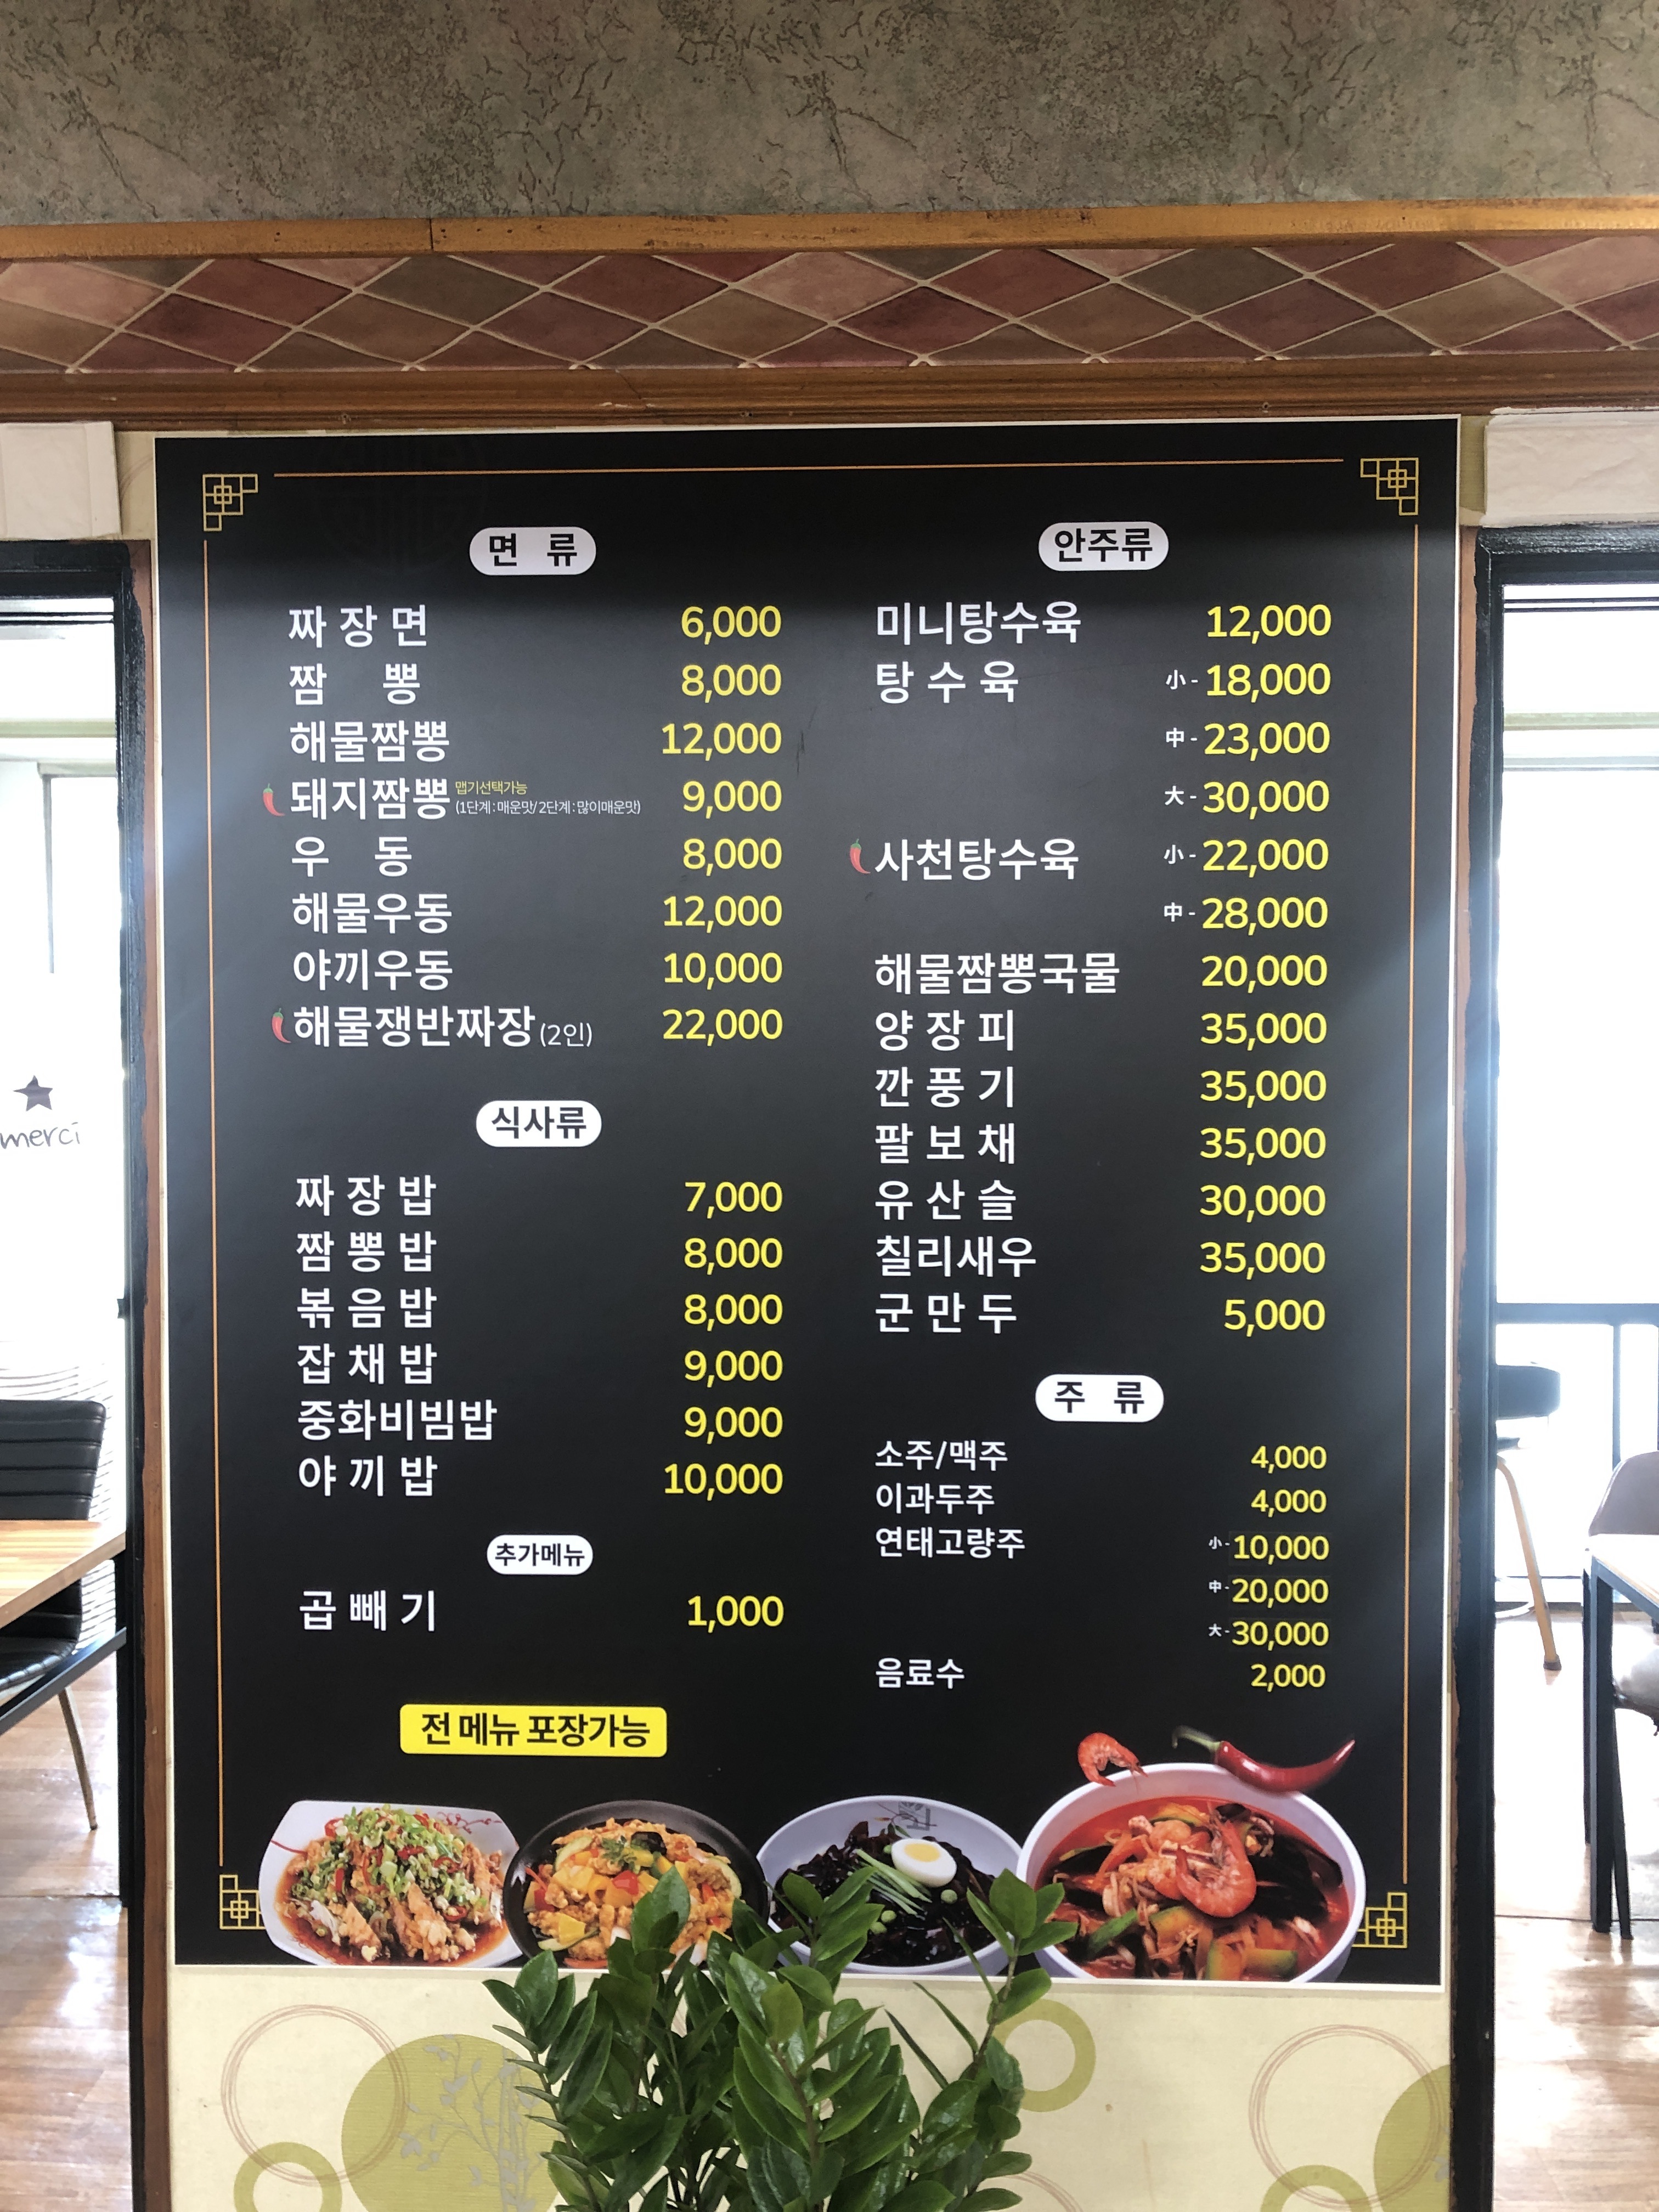 면 류
짜 장 면 6,000
짬 뽕 8,000
해물짬뽕 12,000
돼지짬뽕 맵기선택가능 (1단계:매운맛/2단계:많이매운맛) 9,000
우 동 8,000
해물우동 12,000
야끼우동 10,000
해물쟁반짜장(2인) 22,000
식사류
짜 장 밥 7,000
짬 뽕 밥 8,000
볶 음 밥 8,000
잡 채 밥 9,000
중화비빔밥 9,000
야 끼 밥 10,000
추가메뉴
곱 빼 기 1,000
전 메뉴 포장가능
안주류
미니탕수육 12,000
탕 수 육 小-18,000
中-23,000
大-30,000
사천탕수육 小-22,000
中-28,000
해물짬뽕국물 20,000
양 장 피 35,000
깐 풍 기 35,000
팔 보 채 35,000
유 산 슬 30,000
칠리새우 35,000
군 만 두 5,000
주 류
소주/맥주 4,000
이과두주 4,000
연태고량주 小-10,000
中-20,000
大-30,000
음료수 2,000
merci